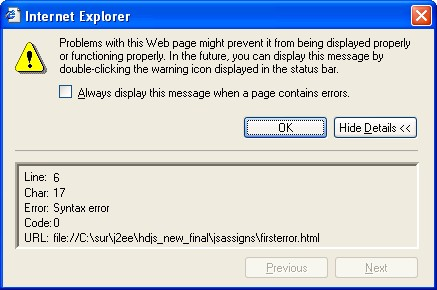 Internet Explorer
Problems with this Web page might prevent it from being displayed properly
or functioning properly. In the future, you can display this message by
double-clicking the warning icon displayed in the status bar.
Always display this message when a page contains errors.
OK
Hide Details <<
Line: 6
Char: 17
Error: Syntax error
Code:0
URL: file://C:\sur\j2ee\hdjs_new_final\jsassigns\firsterror.html
Previous
Next